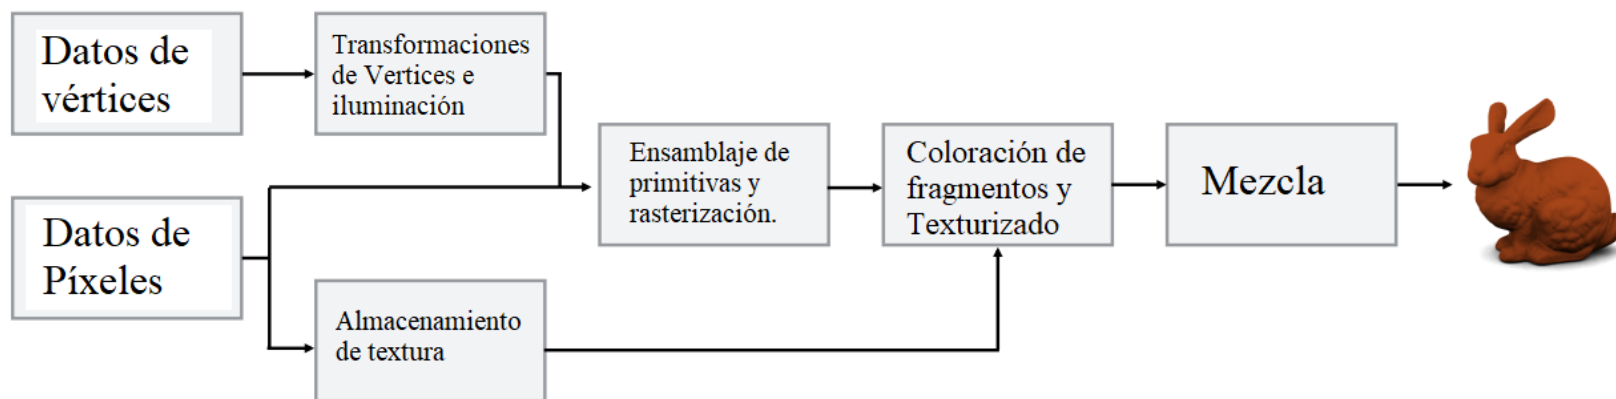 Datos de
vértices
Transformaciones
de Vertices e
iluminación
Datos de
Píxeles
Almacenamiento
de textura
Ensamblaje de
primitivas y
rasterización.
Coloración de
fragmentos y
Texturizado
Mezcla